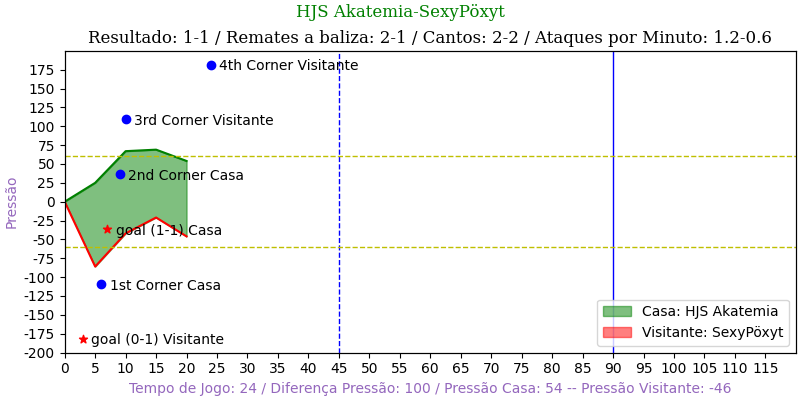 HJS Akatemia-SexyPöxyt
Resultado: 1-1 / Remates a baliza: 2-1 / Cantos: 2-2 / Ataques por Minuto: 1.2-0.6
4th Corner Visitante
3rd Corner Visitante
2nd Corner Casa
goal (1-1) Casa
1st Corner Casa
goal (0-1) Visitante
Pressão
175
150
125
100
75
50
25
0
-25
-50
-75
-100
-125
-150
-175
-200
Casa: HJS Akatemia
Visitante: SexyPöxyt
0 5 10 15 20 25 30 35 40 45 50 55 60 65 70 75 80 85 90 95 100 105 110 115
Tempo de Jogo: 24 / Diferença Pressão: 100 / Pressão Casa: 54 -- Pressão Visitante: -46